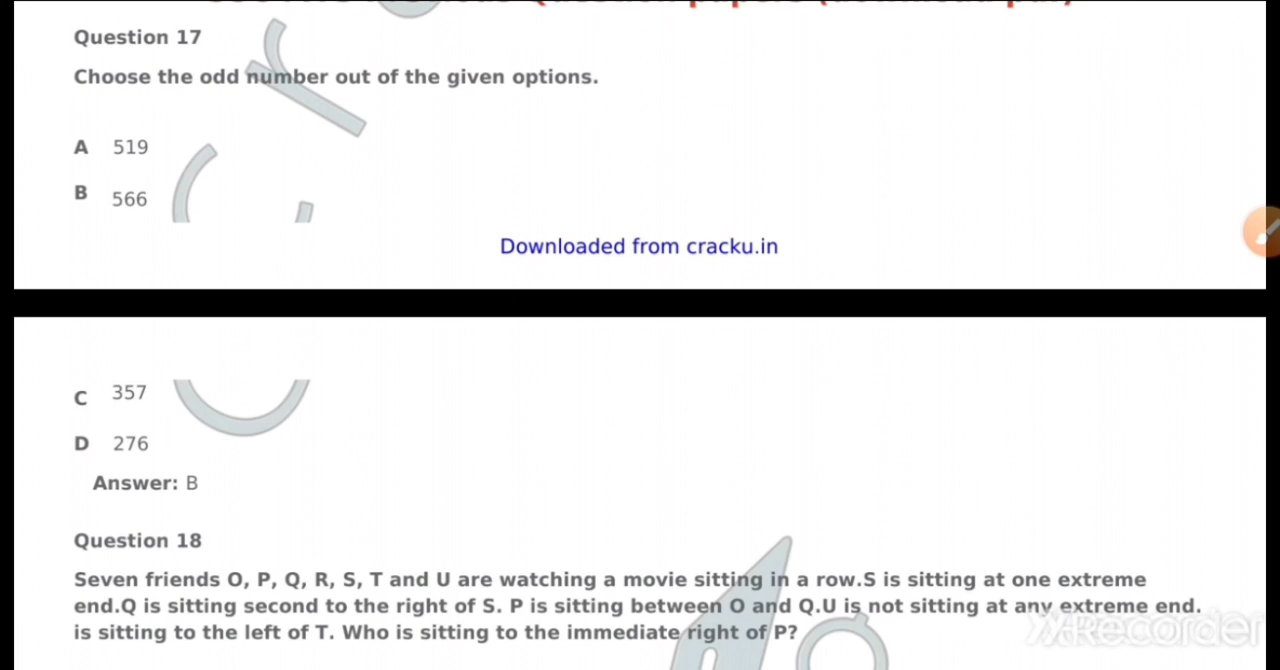 Question 17
Choose the odd number out of the given options.
A 519
B 566
Downloaded from cracku.in
C 357
D 276
Answer: B
Question 18
Seven friends O, P, Q, R, S, T and U are watching a movie sitting in a row.S is sitting at one extreme
end.Q is sitting second to the right of S. P is sitting between O and Q.U is not sitting at any extreme end.
is sitting to the left of T. Who is sitting to the immediate right of P?
XRecorder